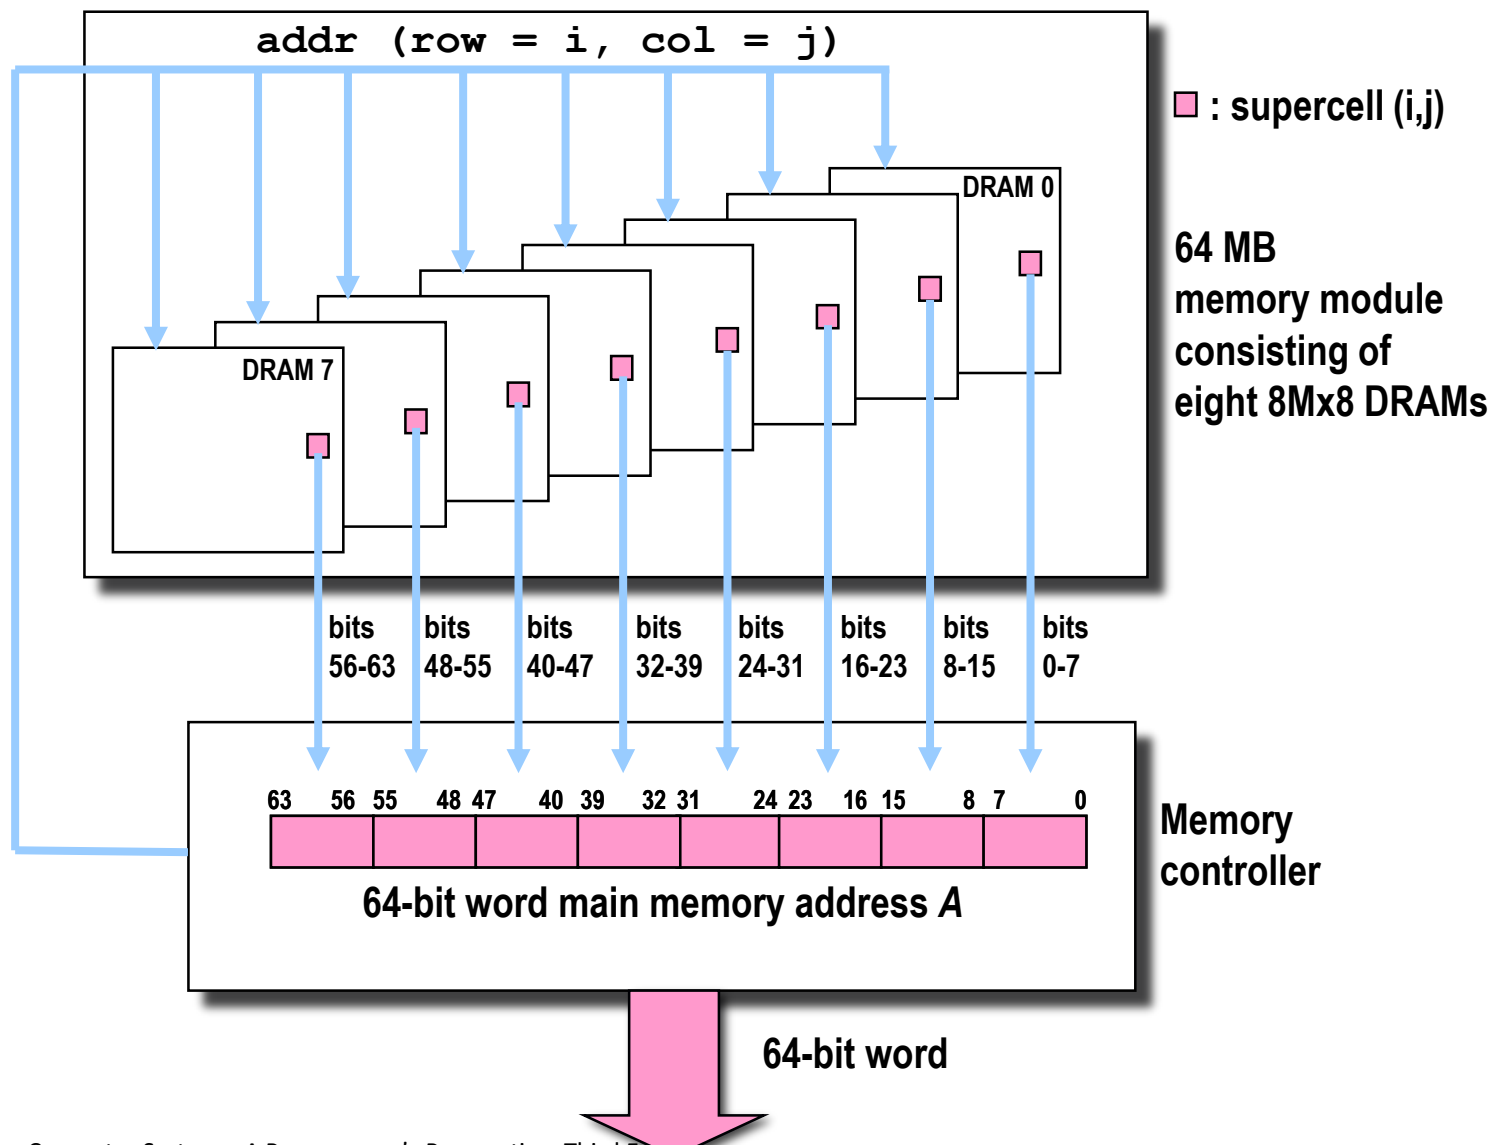 addr (row = i, col = j)
: supercell (i,j)
DRAM 0
64 MB
memory module
consisting of
eight 8Mx8 DRAMs
DRAM 7
bits
56-63
bits
48-55
bits
40-47
bits
32-39
bits
24-31
bits
16-23
bits
8-15
bits
0-7
63 56 55 48 47 40 39 32 31 24 23 16 15 8 7 0
Memory
controller
64-bit word main memory address A
64-bit word